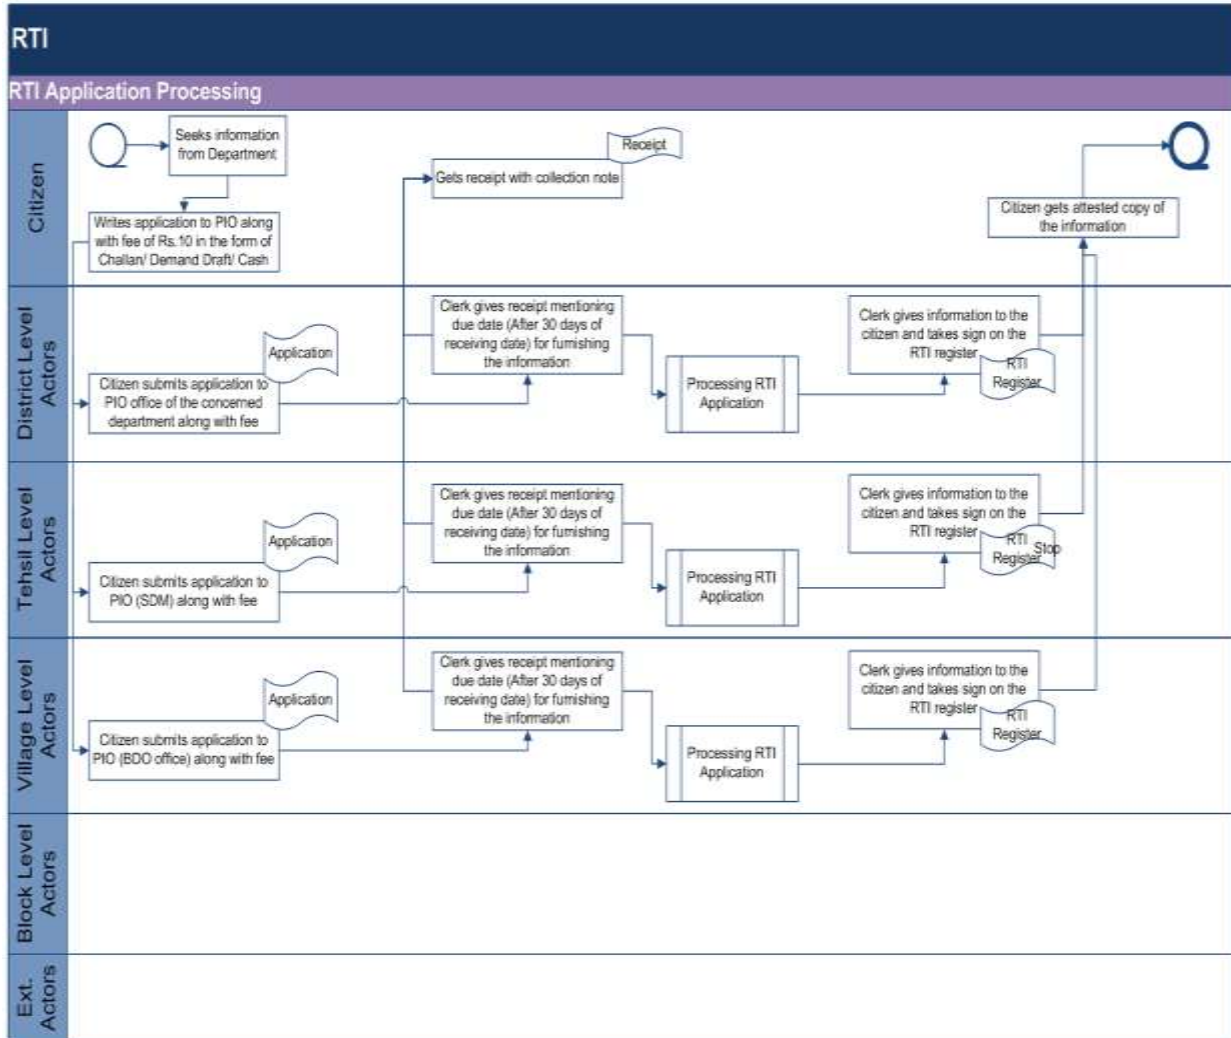 RTI
RTI Application Processing
Citizen
Seeks information
from Department
Writes application to PIO along
with fee of Rs.10 in the form of
Challan/ Demand Draft/ Cash
Receipt
Gets receipt with collection note
Citizen gets attested copy of
the information
District Level
Actors
Application
Citizen submits application to
PIO office of the concerned
department along with fee
Clerk gives receipt mentioning
due date (After 30 days of
receiving date) for furnishing
the information
Processing RTI
Application
Clerk gives information to the
citizen and takes sign on the
RTI register
RTI
Register
Tehsil Level
Actors
Application
Citizen submits application to
PIO (SDM) along with fee
Clerk gives receipt mentioning
due date (After 30 days of
receiving date) for furnishing
the information
Processing RTI
Application
Clerk gives information to the
citizen and takes sign on the
RTI register
RTI
Register
Stop
Village Level
Actors
Application
Citizen submits application to
PIO (BDO office) along with fee
Clerk gives receipt mentioning
due date (After 30 days of
receiving date) for furnishing
the information
Processing RTI
Application
Clerk gives information to the
citizen and takes sign on the
RTI register
RTI
Register
Block Level
Actors
Ext.
Actors